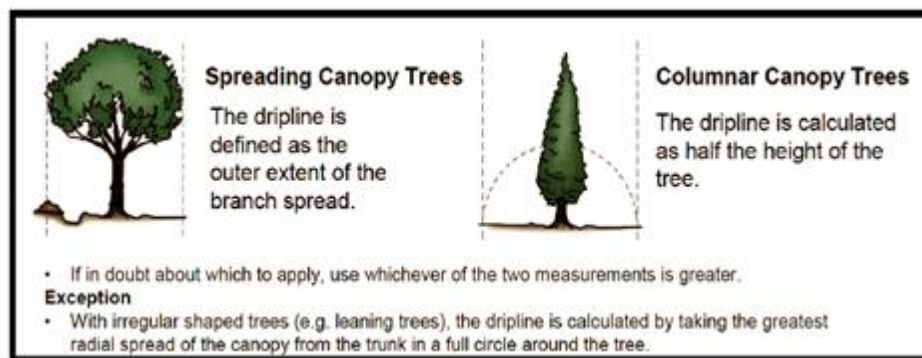 Spreading Canopy Trees
The dripline is
defined as the
outer extent of the
branch spread.
Columnar Canopy Trees
The dripline is calculated
as half the height of the
tree.
• If in doubt about which to apply, use whichever of the two measurements is greater.
Exception
• With irregular shaped trees (e.g. leaning trees), the dripline is calculated by taking the greatest
radial spread of the canopy from the trunk in a full circle around the tree.